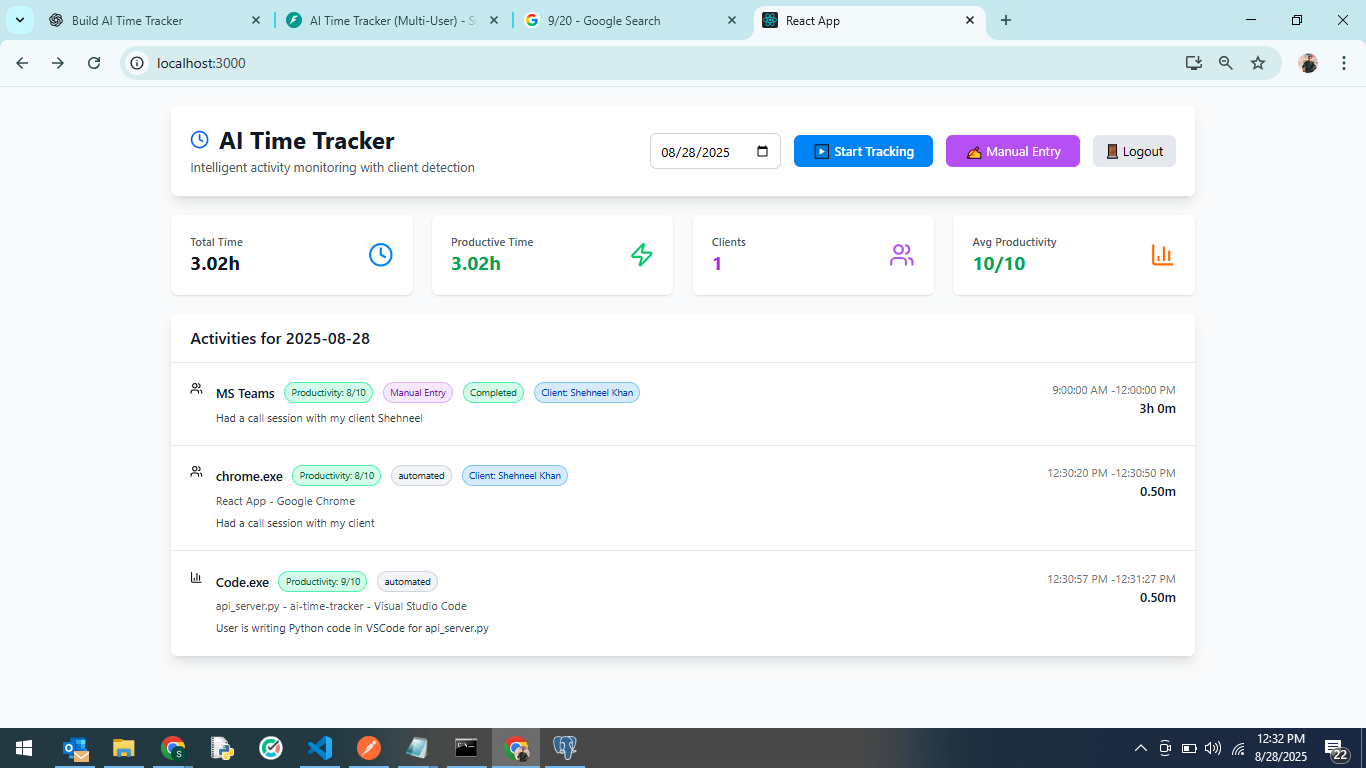 Build AI Time Tracker
AI Time Tracker (Multi-User) - S
9/20 - Google Search
React App
localhost:3000
AI Time Tracker
Intelligent activity monitoring with client detection
08/28/2025
Start Tracking
Manual Entry
Logout
Total Time
3.02h
Productive Time
3.02h
Clients
1
Avg Productivity
10/10
Activities for 2025-08-28
MS Teams Productivity: 8/10 Manual Entry Completed Client: Shehneel Khan 9:00:00 AM -12:00:00 PM
Had a call session with my client Shehneel 3h 0m
chrome.exe Productivity: 8/10 automated Client: Shehneel Khan 12:30:20 PM -12:30:50 PM
0.50m
React App - Google Chrome
Had a call session with my client
Code.exe Productivity: 9/10 automated 12:30:57 PM -12:31:27 PM
0.50m
api_server.py - ai-time-tracker - Visual Studio Code
User is writing Python code in VSCode for api_server.py
12:32 PM
8/28/2025
22